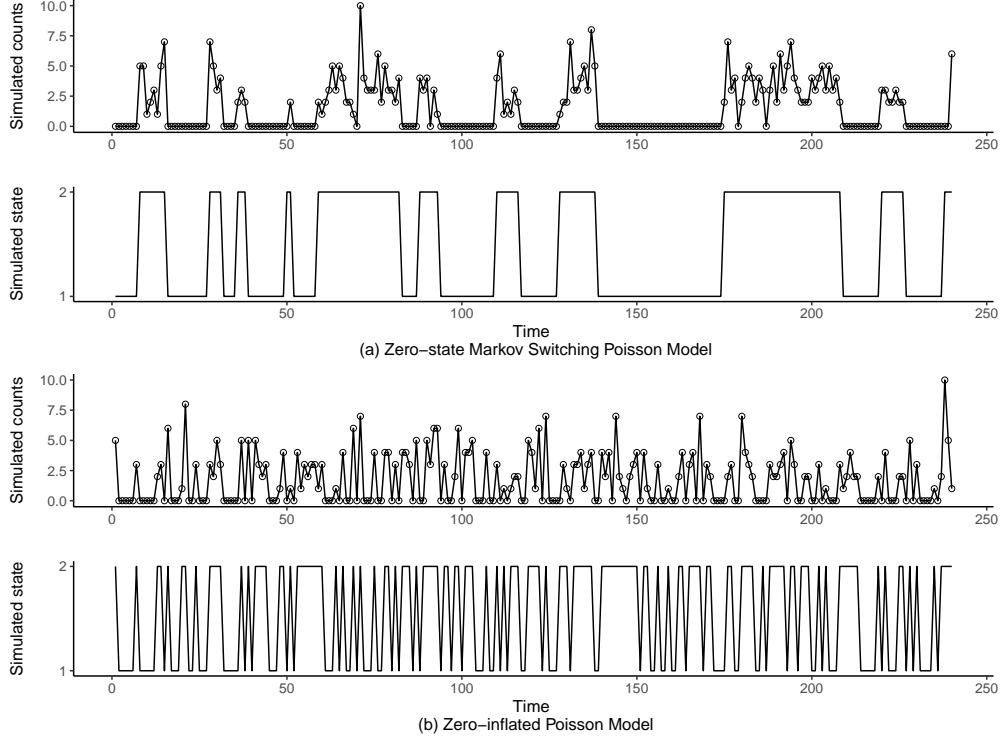 Simulated counts
10.0
7.5
5.0
2.5
0.0
0 50 100 150 200 250
Simulated state
2
1
0 50 100 150 200 250
Time
(a) Zero−state Markov Switching Poisson Model
Simulated counts
10.0
7.5
5.0
2.5
0.0
0 50 100 150 200 250
Simulated state
2
1
0 50 100 150 200 250
Time
(b) Zero−inflated Poisson Model